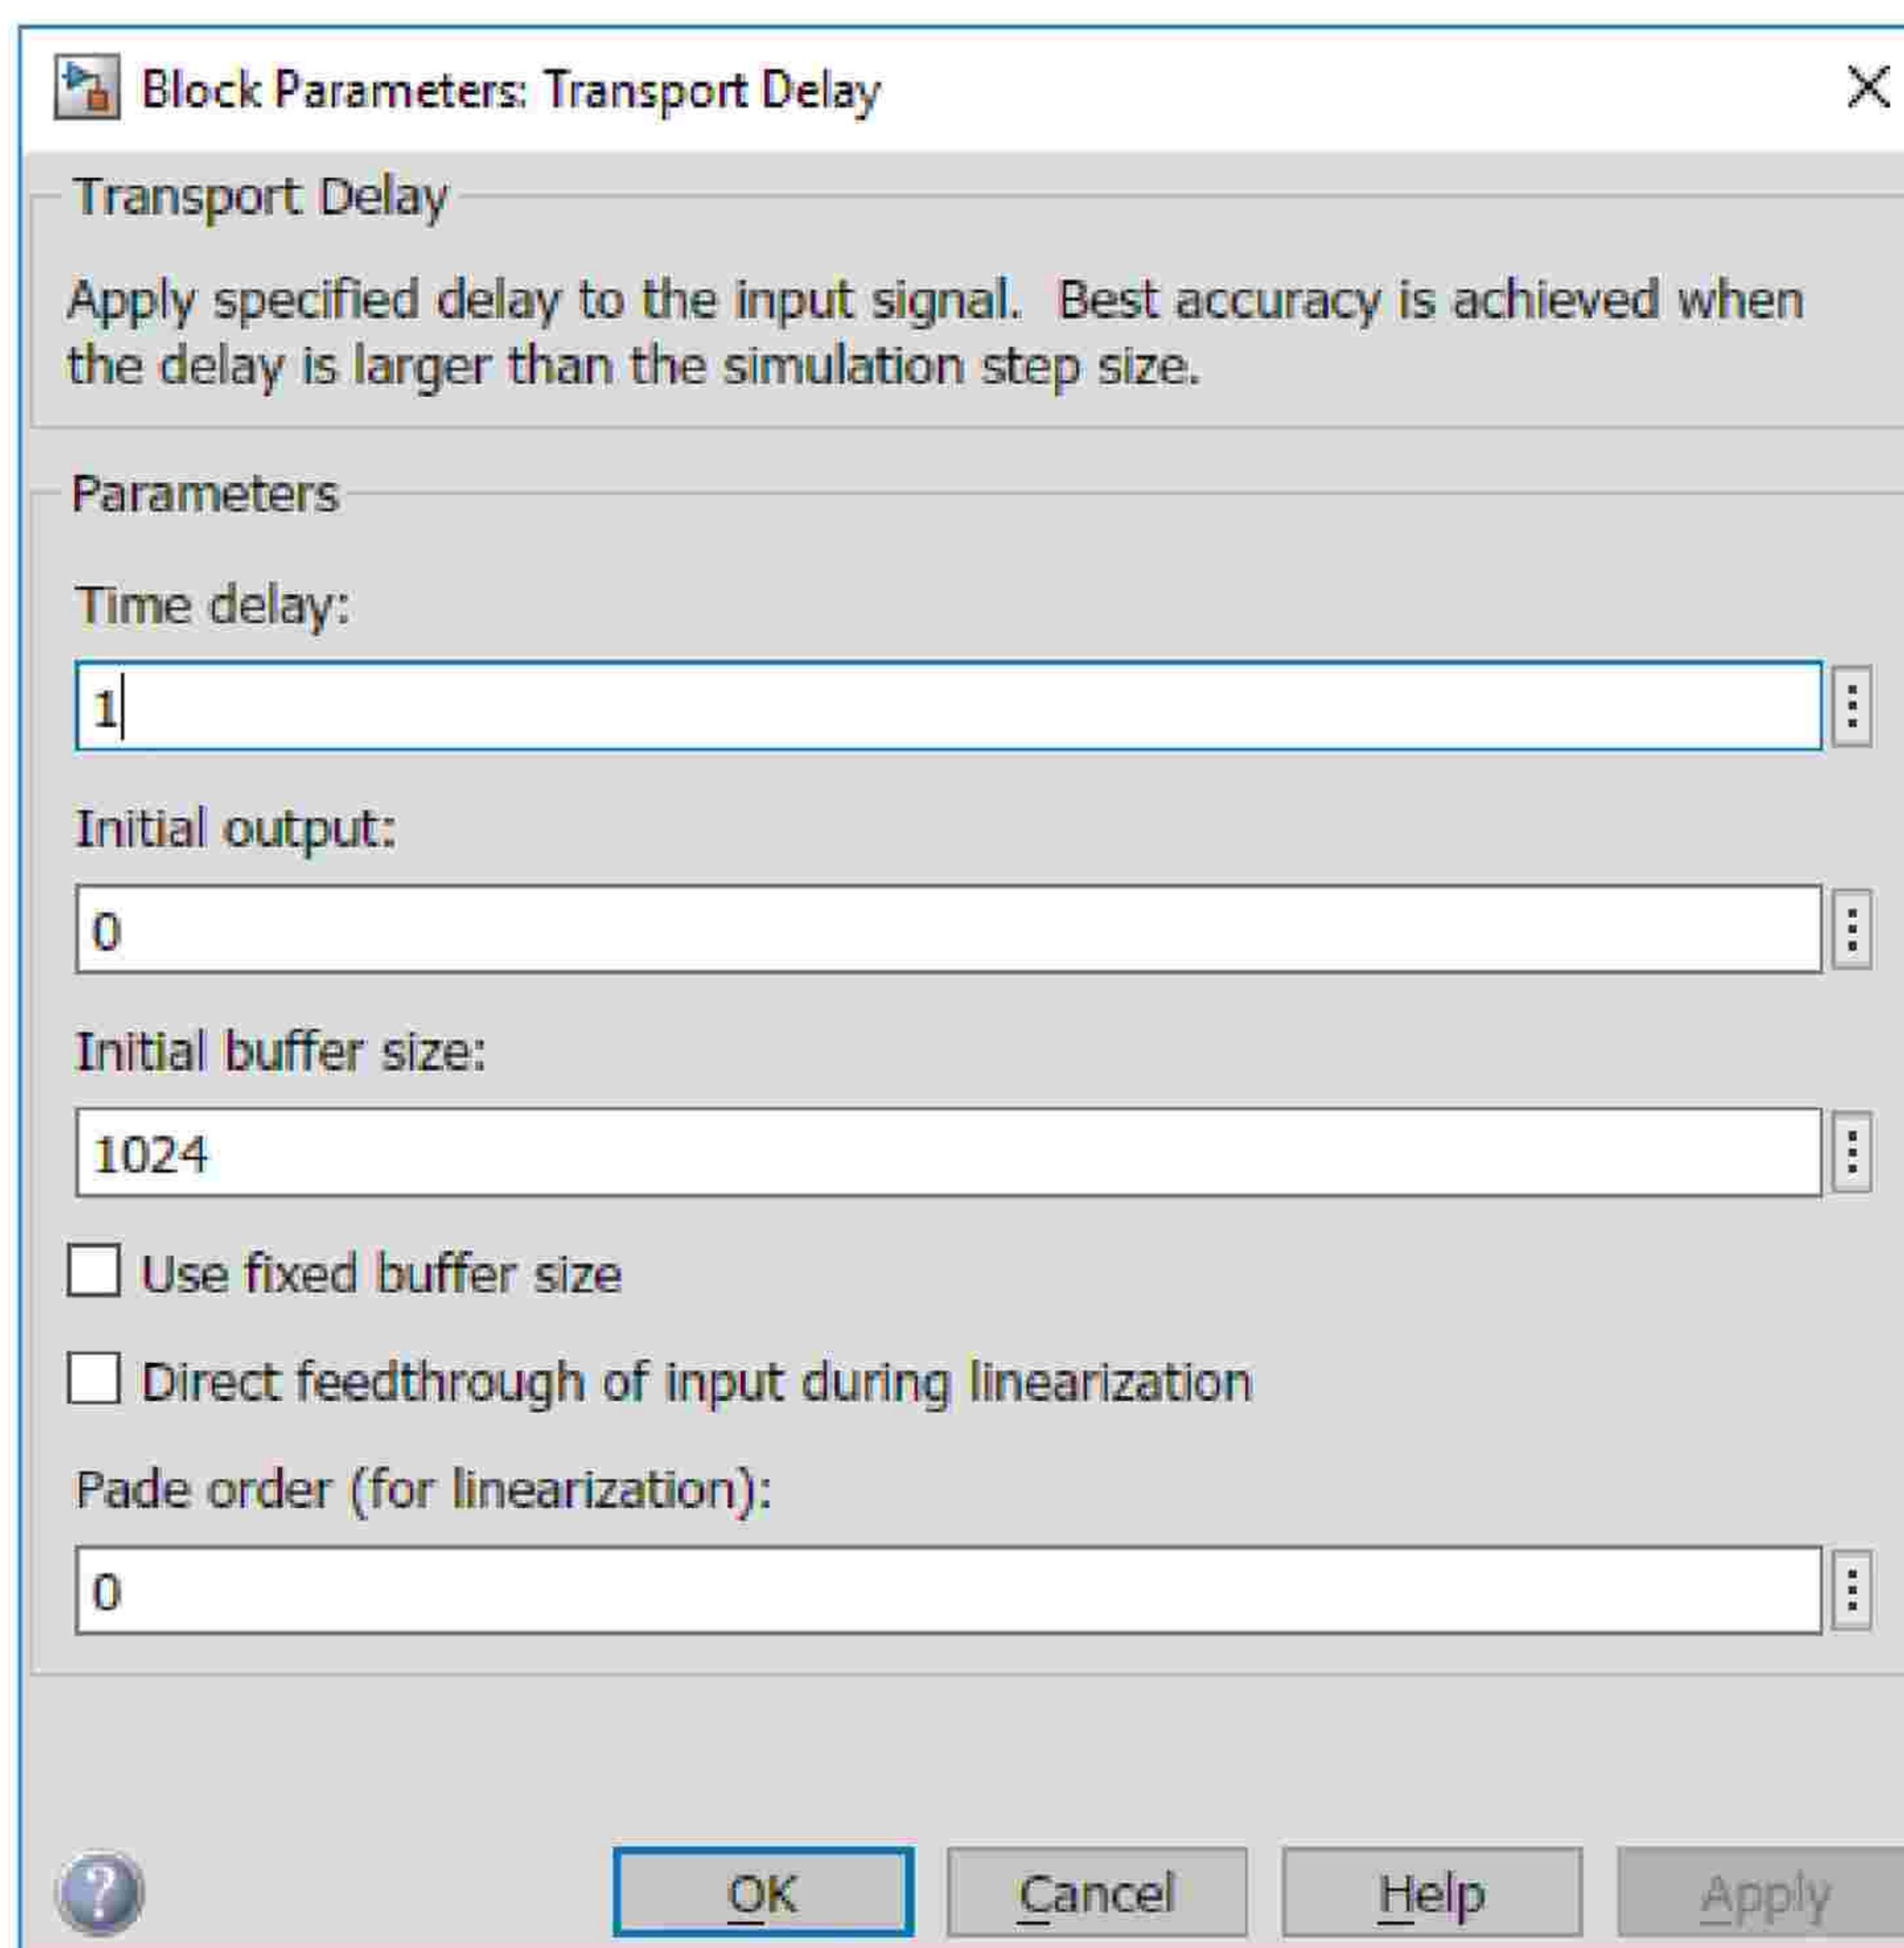 Block Parameters: Transport Delay
Transport Delay
Apply specified delay to the input signal.  Best accuracy is achieved when
the delay is larger than the simulation step size.
Parameters
Time delay:
1
Initial output:
0
Initial buffer size:
1024
Use fixed buffer size
Direct feedthrough of input during linearization
Pade order (for linearization):
0
? OK Cancel Help Apply